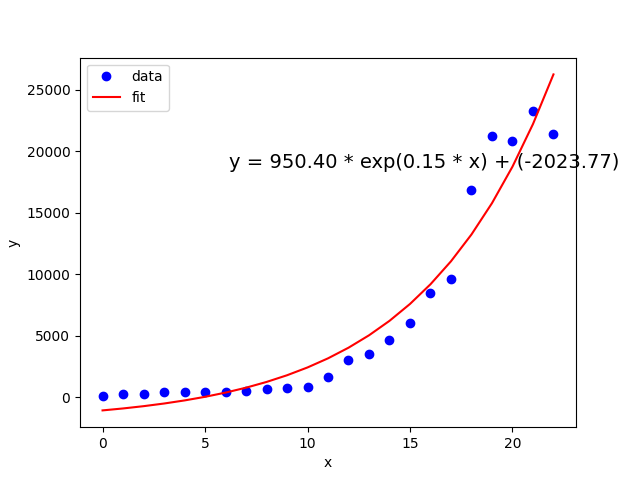 data
fit
y = 950.40 * exp(0.15 * x) + (-2023.77)
25000
20000
15000
10000
5000
0
y
0 5 10 15 20
x